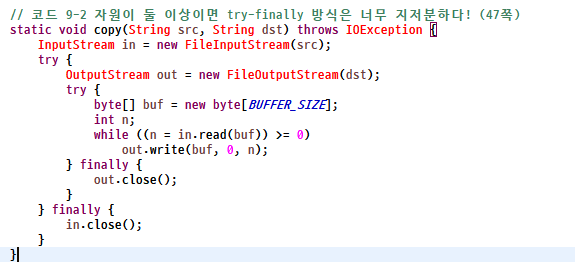 // 코드 9-2 자원이 둘 이상이면 try-finally 방식은 너무 지저분하다! (47쪽)
static void copy(String src, String dst) throws IOException {
    InputStream in = new FileInputStream(src);
    try {
        OutputStream out = new FileOutputStream(dst);
        try {
            byte[] buf = new byte[BUFFER_SIZE];
            int n;
            while ((n = in.read(buf)) >= 0)
                out.write(buf, 0, n);
        } finally {
            out.close();
        }
    } finally {
        in.close();
    }
}